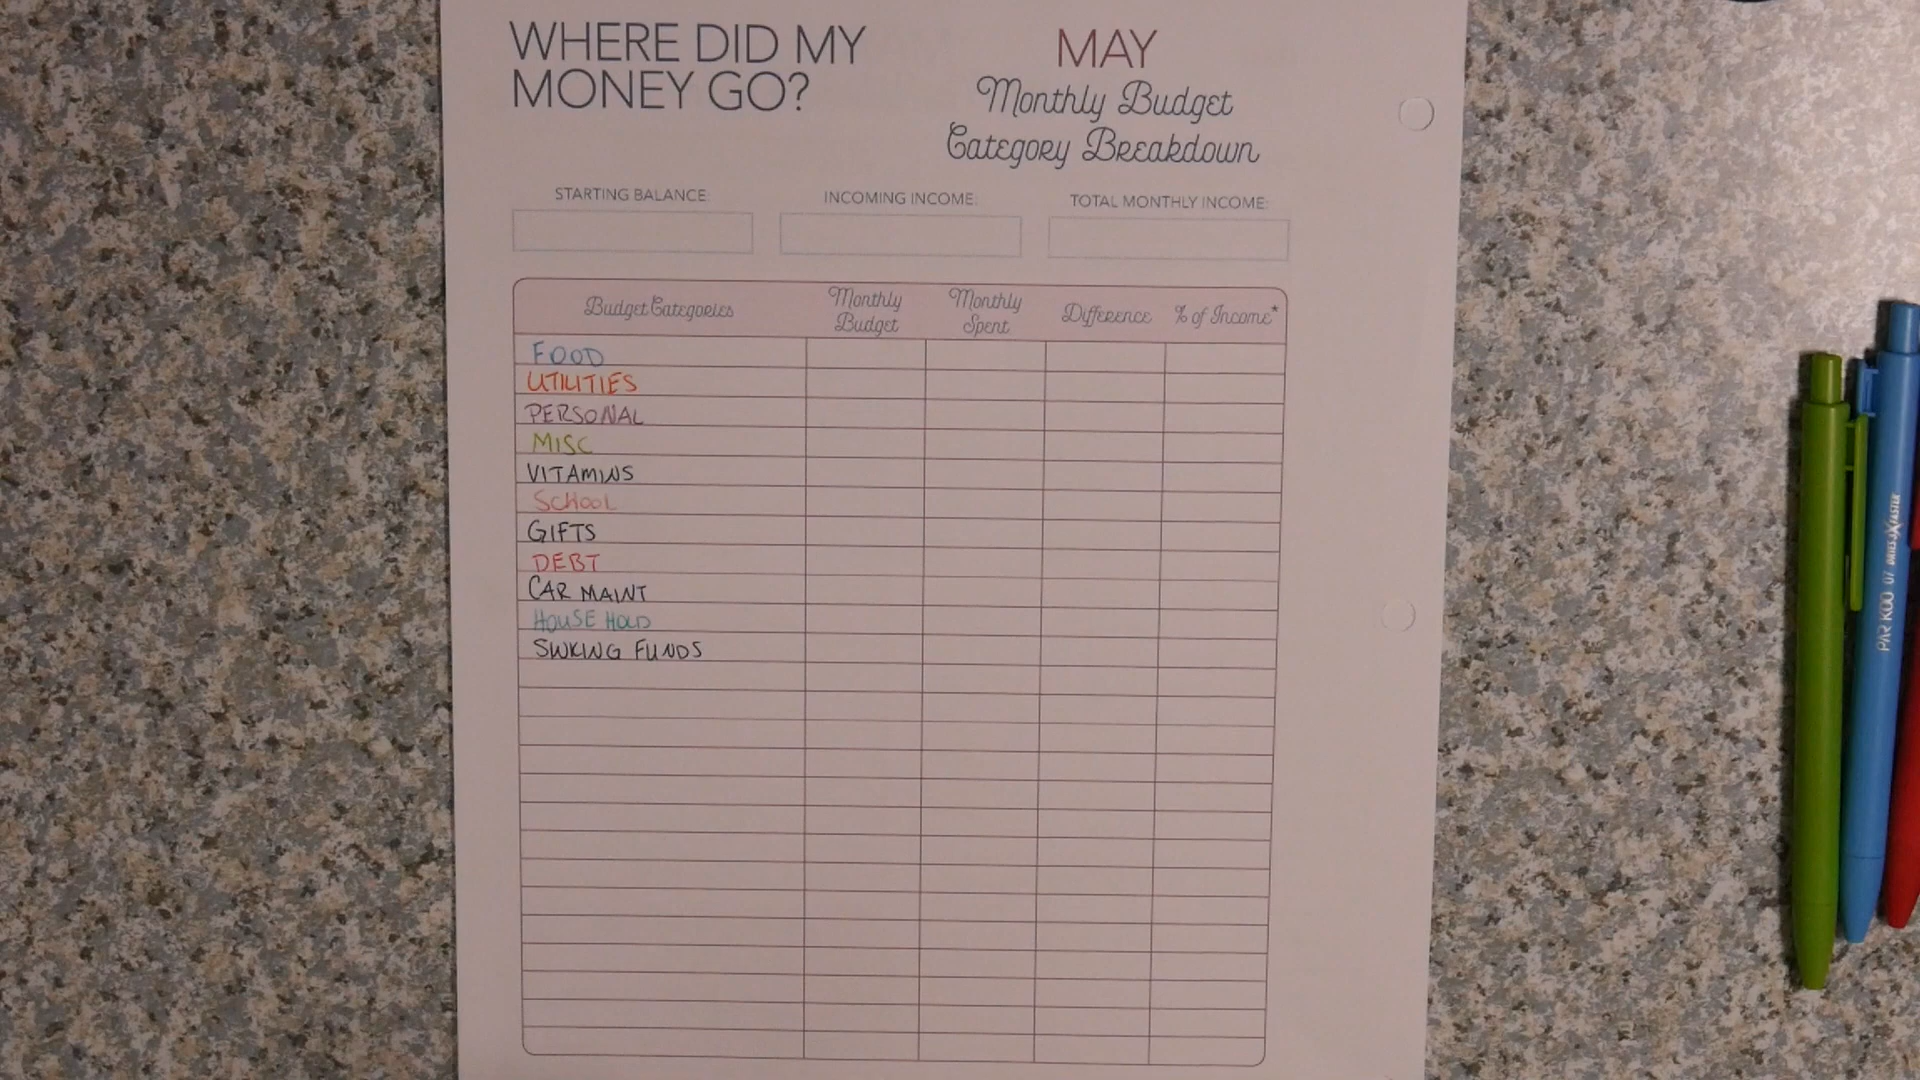 WHERE DID MY
MONEY GO?
MAY
Monthly Budget
Category Breakdown
STARTING BALANCE:
INCOMING INCOME:
TOTAL MONTHLY INCOME:
Budget Categories
Monthly
Budget
Monthly
Spent
Difference
% of Income*
FOOD
UTILITIES
PERSONAL
MISC
VITAMINS
SCHOOL
GIFTS
DEBT
CAR MAINT
HOUSE HOLD
SINKING FUNDS
PARKOO 07